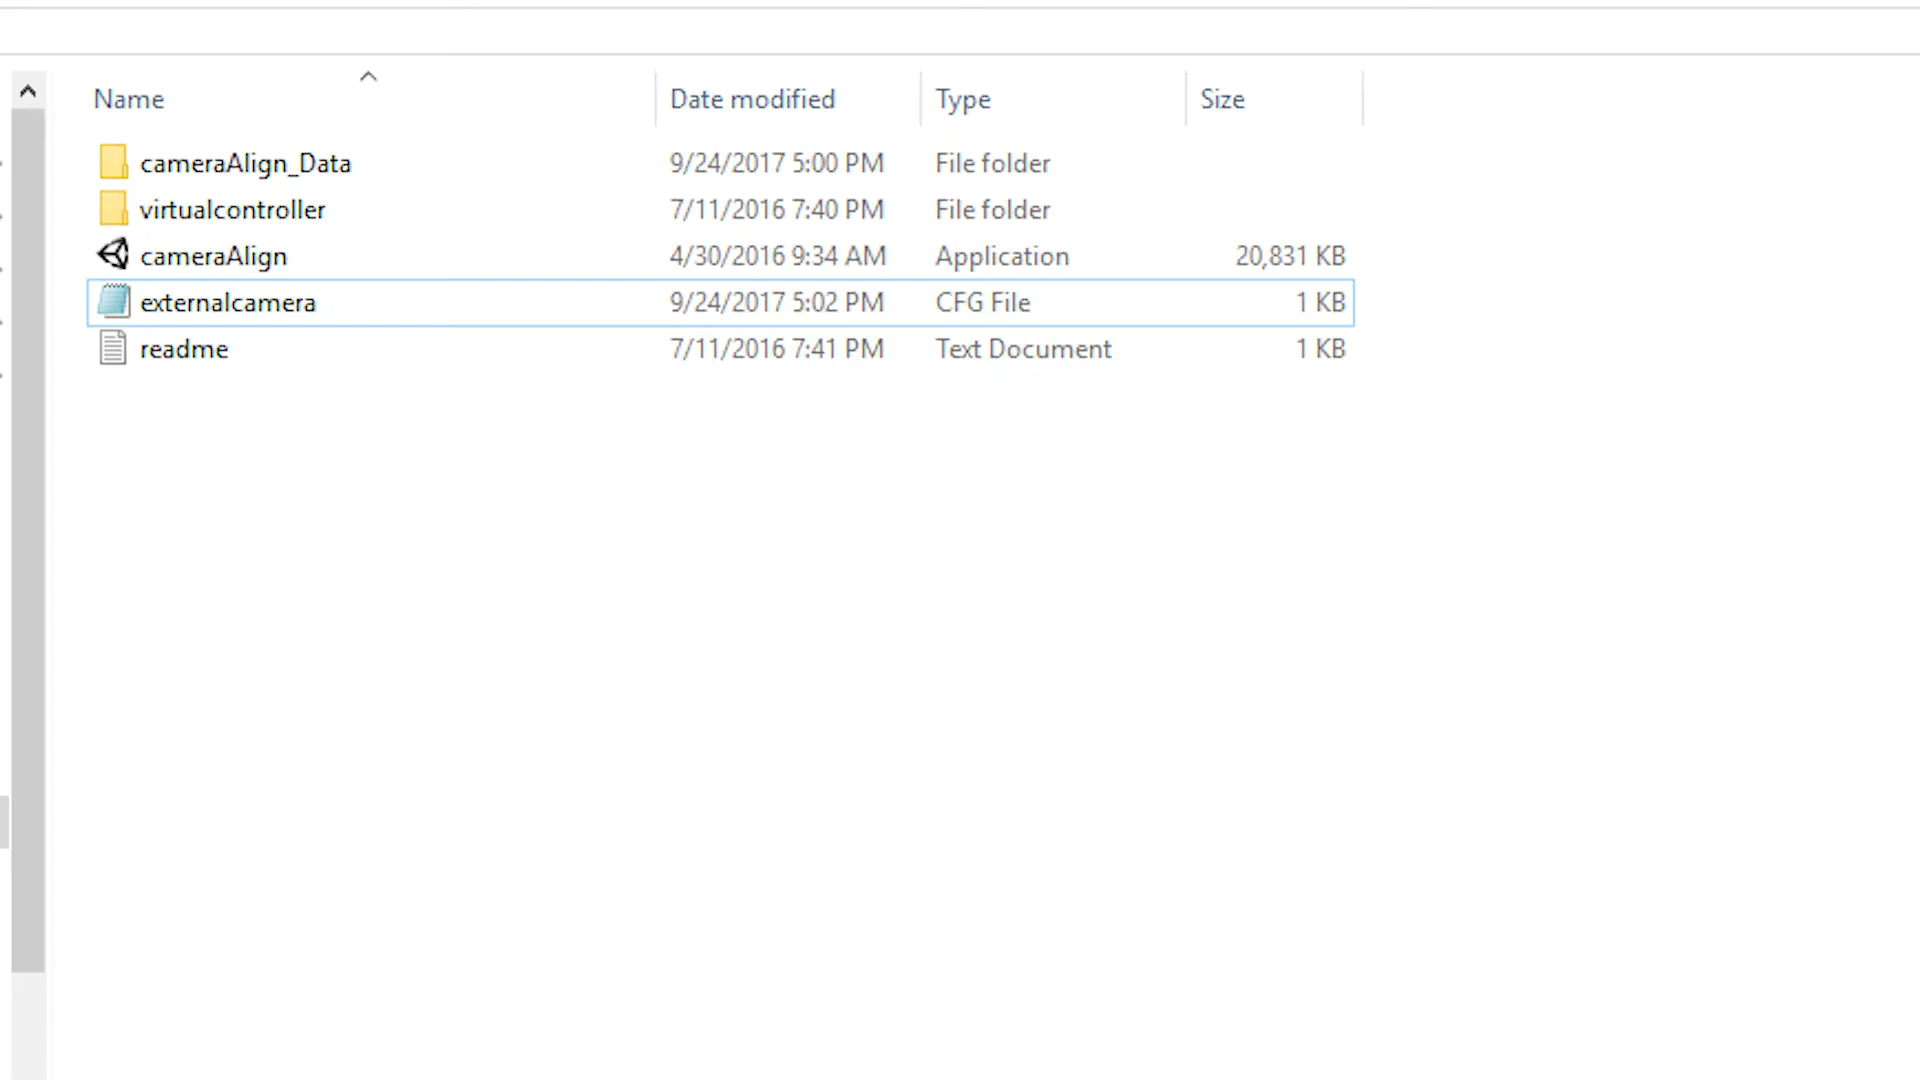 Name Date modified Type Size
cameraAlign_Data 9/24/2017 5:00 PM File folder
virtualcontroller 7/11/2016 7:40 PM File folder
cameraAlign 4/30/2016 9:34 AM Application 20,831 KB
externalcamera 9/24/2017 5:02 PM CFG File 1 KB
readme 7/11/2016 7:41 PM Text Document 1 KB